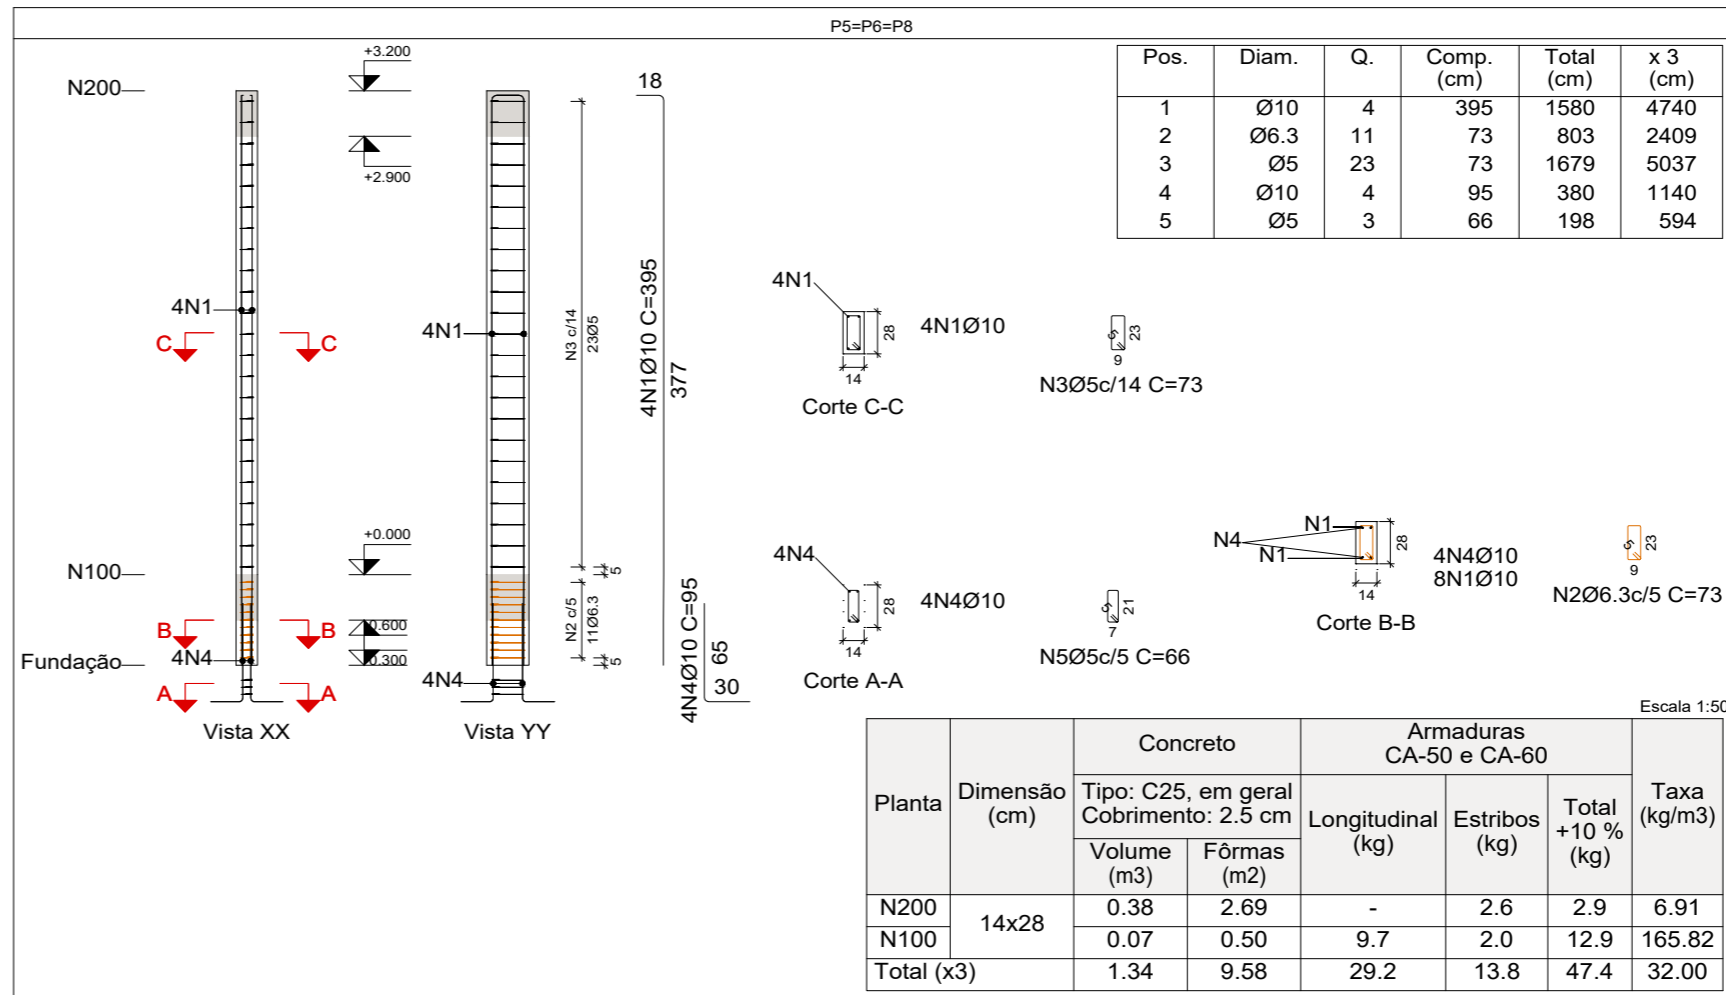 P5=P6=P8
Pos. Diam. Q. Comp. (cm) Total (cm) x 3 (cm)
1 Ø10 4 395 1580 4740
2 Ø6.3 11 73 803 2409
3 Ø5 23 73 1679 5037
4 Ø10 4 95 380 1140
5 Ø5 3 66 198 594
N200
+3.200
+2.900
18
4N1
4N1
C C
N3 c/14
23Ø5
4N1Ø10 C=395
377
N100
+0.000
5
N2 c/5
11Ø6.3
5
B B
0.600
Fundação
4N4
0.300
4N4
A A
4N4Ø10 C=95
65
30
Vista XX
Vista YY
4N1
4N1Ø10
28
14
Corte C-C
5
23
9
N3Ø5c/14 C=73
4N4
4N4Ø10
28
14
Corte A-A
5
21
7
N5Ø5c/5 C=66
N4
N1
N1
28
14
4N4Ø10
8N1Ø10
Corte B-B
5
23
9
N2Ø6.3c/5 C=73
Escala 1:50
Planta
Dimensão (cm)
Concreto
Tipo: C25, em geral
Cobrimento: 2.5 cm
Volume (m3)
Fôrmas (m2)
Armaduras
CA-50 e CA-60
Longitudinal (kg)
Estribos (kg)
Total +10 % (kg)
Taxa (kg/m3)
N200 14x28 0.38 2.69 - 2.6 2.9 6.91
N100 0.07 0.50 9.7 2.0 12.9 165.82
Total (x3) 1.34 9.58 29.2 13.8 47.4 32.00